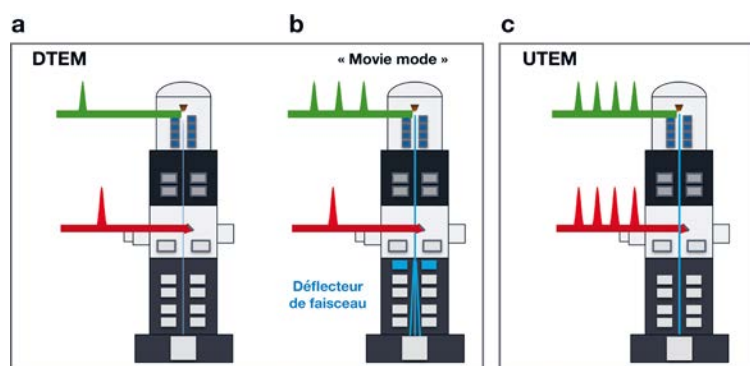 a
b
c
DTEM
« Movie mode »
UTEM
Déflecteur
de faisceau